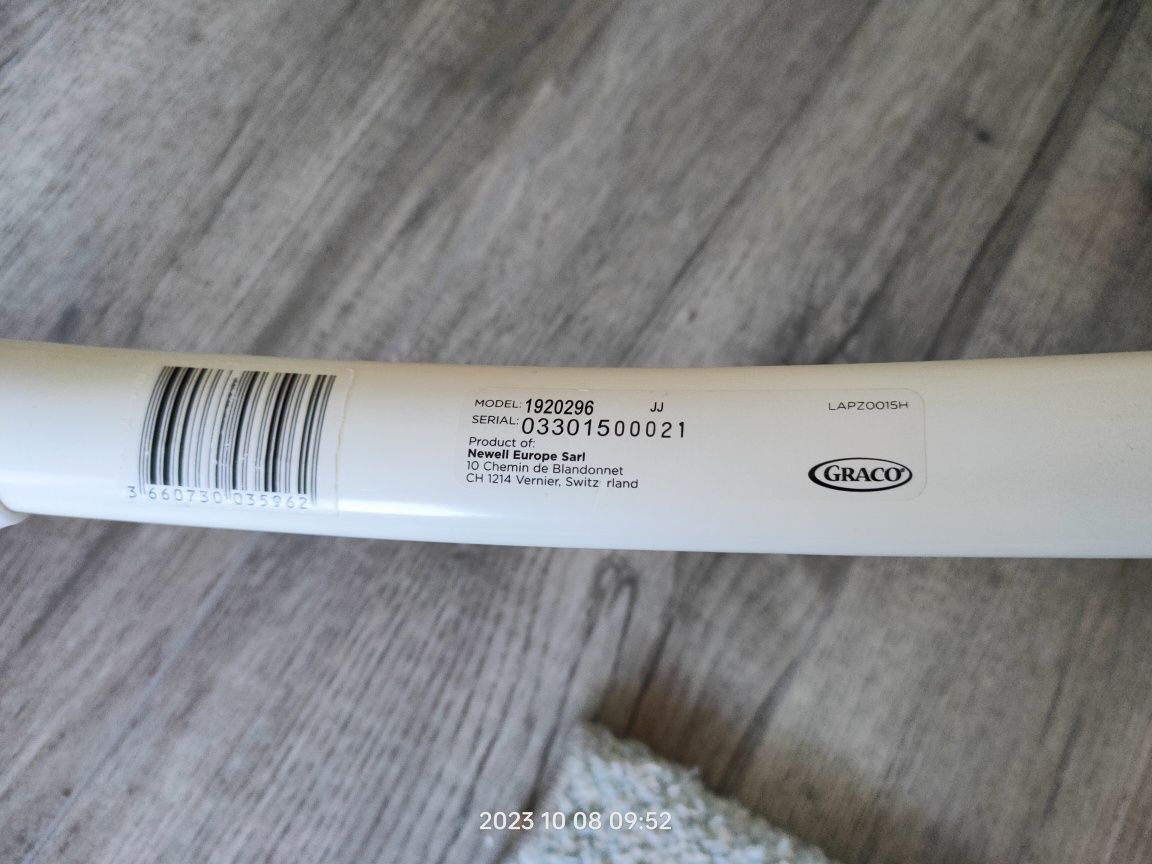 3 660730 035962
MODEL: 1920296 JJ
SERIAL: 03301500021
Product of:
Newell Europe Sarl
10 Chemin de Blandonnet
CH 1214 Vernier, Switz rland
LAPZ0015H
GRACO®
2023 10 08 09:52